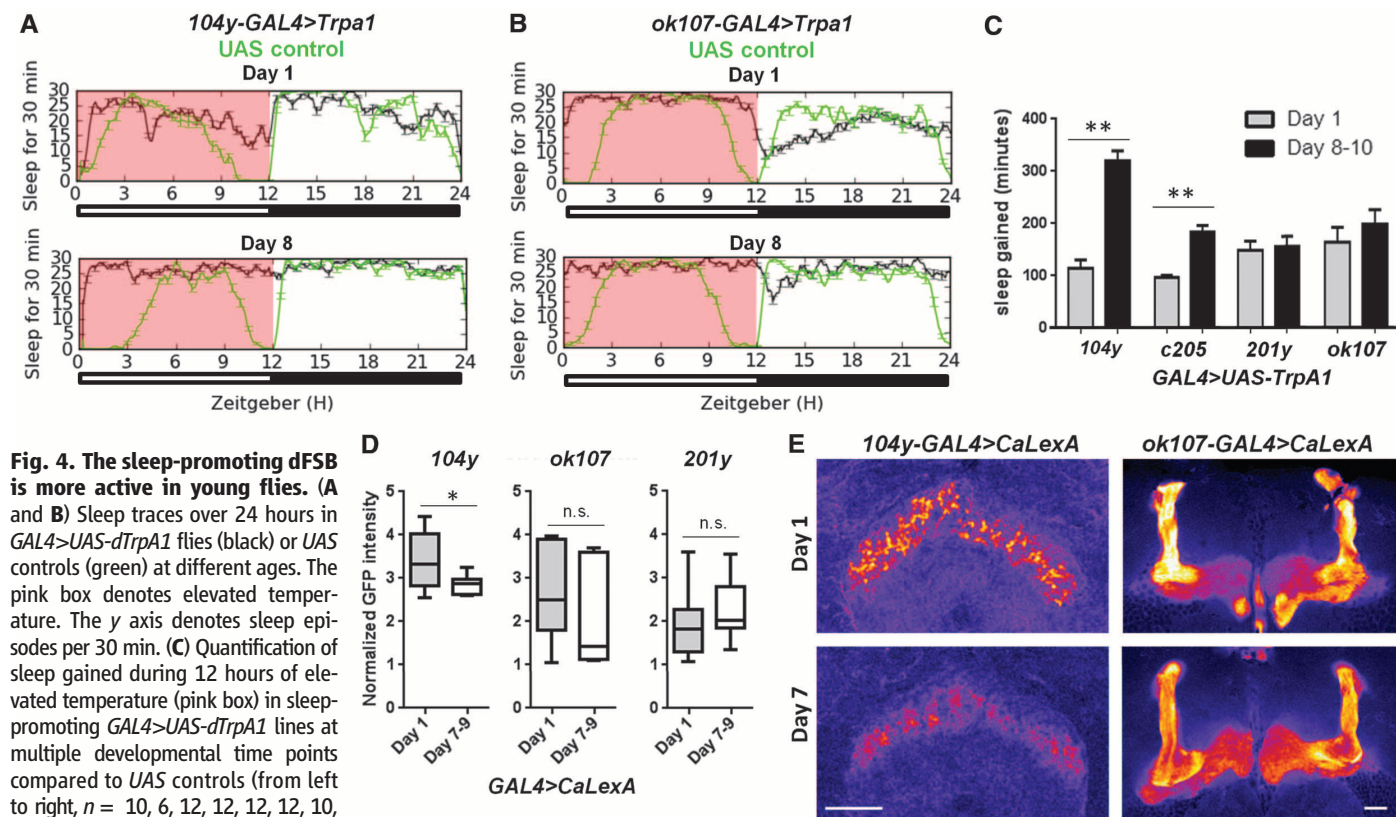 A
104y-GAL4>Trpa1
UAS control
Day 1
Sleep for 30 min
30
25
20
15
10
5
0
0 3 6 9 12 15 18 21 24
Day 8
Sleep for 30 min
30
25
20
15
10
5
0
0 3 6 9 12 15 18 21 24
Zeitgeber (H)
B
ok107-GAL4>Trpa1
UAS control
Day 1
Sleep for 30 min
30
25
20
15
10
5
0
0 3 6 9 12 15 18 21 24
Day 8
Sleep for 30 min
30
25
20
15
10
5
0
0 3 6 9 12 15 18 21 24
Zeitgeber (H)
C
sleep gained (minutes)
400
300
200
100
0
** **
Day 1
Day 8-10
104y c205 201y ok107
GAL4>UAS-TrpA1
Fig. 4. The sleep-promoting dFSB
is more active in young flies. (A
and B) Sleep traces over 24 hours in
GAL4>UAS-dTrpA1 flies (black) or UAS
controls (green) at different ages. The
pink box denotes elevated temper-
ature. The y axis denotes sleep epi-
sodes per 30 min. (C) Quantification of
sleep gained during 12 hours of ele-
vated temperature (pink box) in sleep-
promoting GAL4>UAS-dTrpA1 lines at
multiple developmental time points
compared to UAS controls (from left
to right, n = 10, 6, 12, 12, 12, 12, 10,
D
104y ok107 201y
Normalized GFP intensity
5
4
3
2
1
0
*
Day 1
Day 7-9
5
4
3
2
1
0
n.s.
Day 1
Day 7-9
5
4
3
2
1
0
n.s.
Day 1
Day 7-9
GAL4>CaLexA
E
104y-GAL4>CaLexA ok107-GAL4>CaLexA
Day 1
Day 7